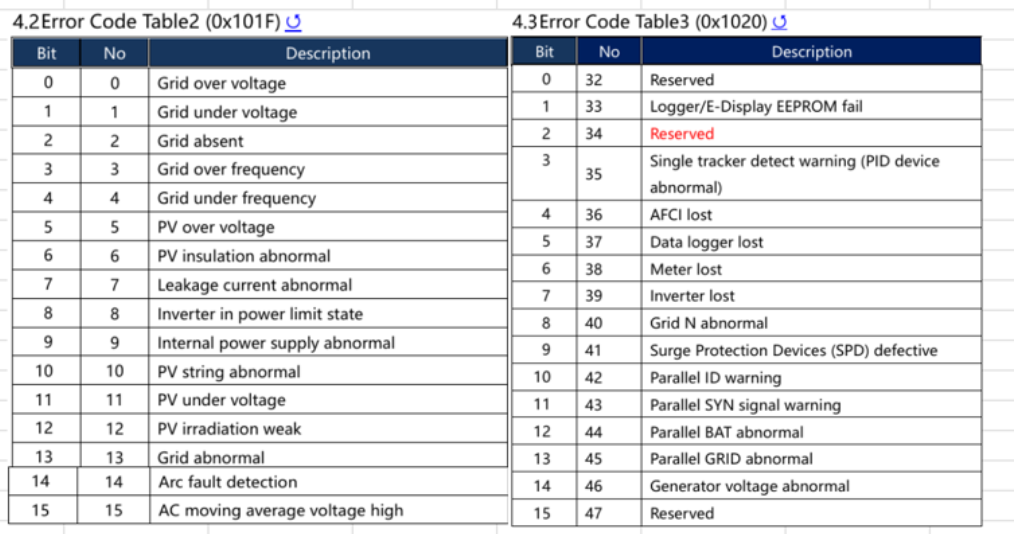 4.2Error Code Table2 (0x101F) ↺
Bit No Description
0 0 Grid over voltage
1 1 Grid under voltage
2 2 Grid absent
3 3 Grid over frequency
4 4 Grid under frequency
5 5 PV over voltage
6 6 PV insulation abnormal
7 7 Leakage current abnormal
8 8 Inverter in power limit state
9 9 Internal power supply abnormal
10 10 PV string abnormal
11 11 PV under voltage
12 12 PV irradiation weak
13 13 Grid abnormal
14 14 Arc fault detection
15 15 AC moving average voltage high
4.3Error Code Table3 (0x1020) ↺
Bit No Description
0 32 Reserved
1 33 Logger/E-Display EEPROM fail
2 34 Reserved
3 35 Single tracker detect warning (PID device
abnormal)
4 36 AFCI lost
5 37 Data logger lost
6 38 Meter lost
7 39 Inverter lost
8 40 Grid N abnormal
9 41 Surge Protection Devices (SPD) defective
10 42 Parallel ID warning
11 43 Parallel SYN signal warning
12 44 Parallel BAT abnormal
13 45 Parallel GRID abnormal
14 46 Generator voltage abnormal
15 47 Reserved